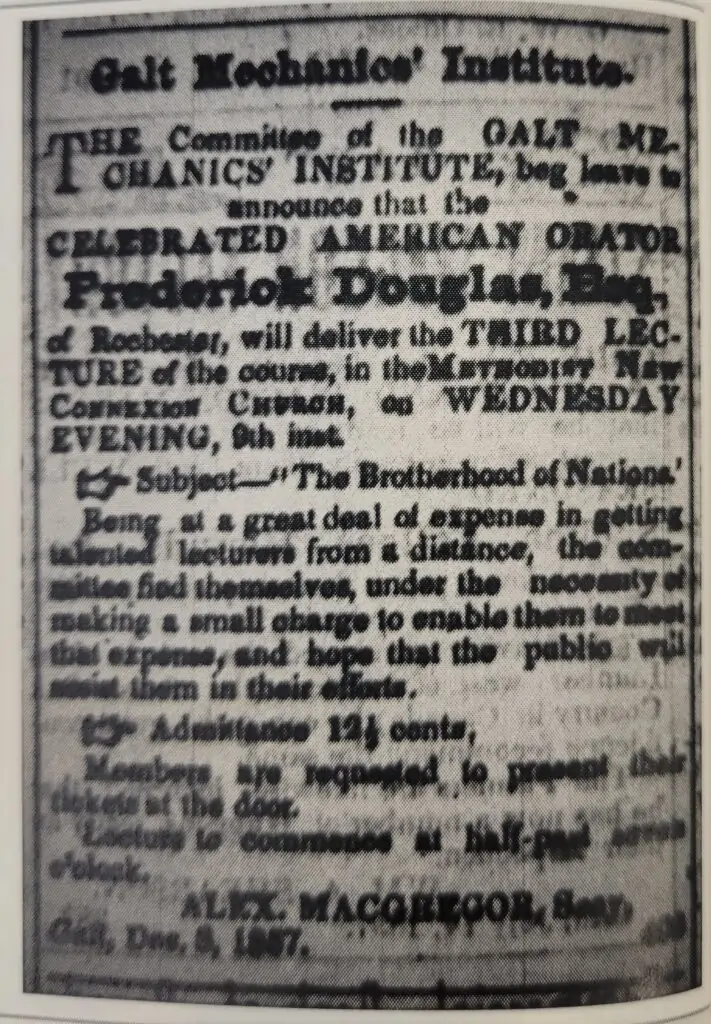 Galt Mechanics' Institute.
THE Committee of the GALT ME-
CHANICS' INSTITUTE, beg leave to
announce that the
CELEBRATED AMERICAN ORATOR
Frederick Douglas, Esq.
of Rochester, will deliver the THIRD LEC-
TURE of the course, in the METHODIST NEW
CONNEXION CHURCH, on WEDNESDAY
EVENING, 9th inst.
☞ Subject—"The Brotherhood of Nations.'
Being at a great deal of expense in getting
talented lecturers from a distance, the com-
mittee find themselves, under the necessity of
making a small charge to enable them to meet
that expense, and hope that the public will
assist them in their efforts.
☞ Admittance 12½ cents,
Members are requested to present their
tickets at the door.
Lecture to commence at half-past seven
o'clock.
ALEX. MACGREGOR, Secy.
Galt, Dec, 1857.